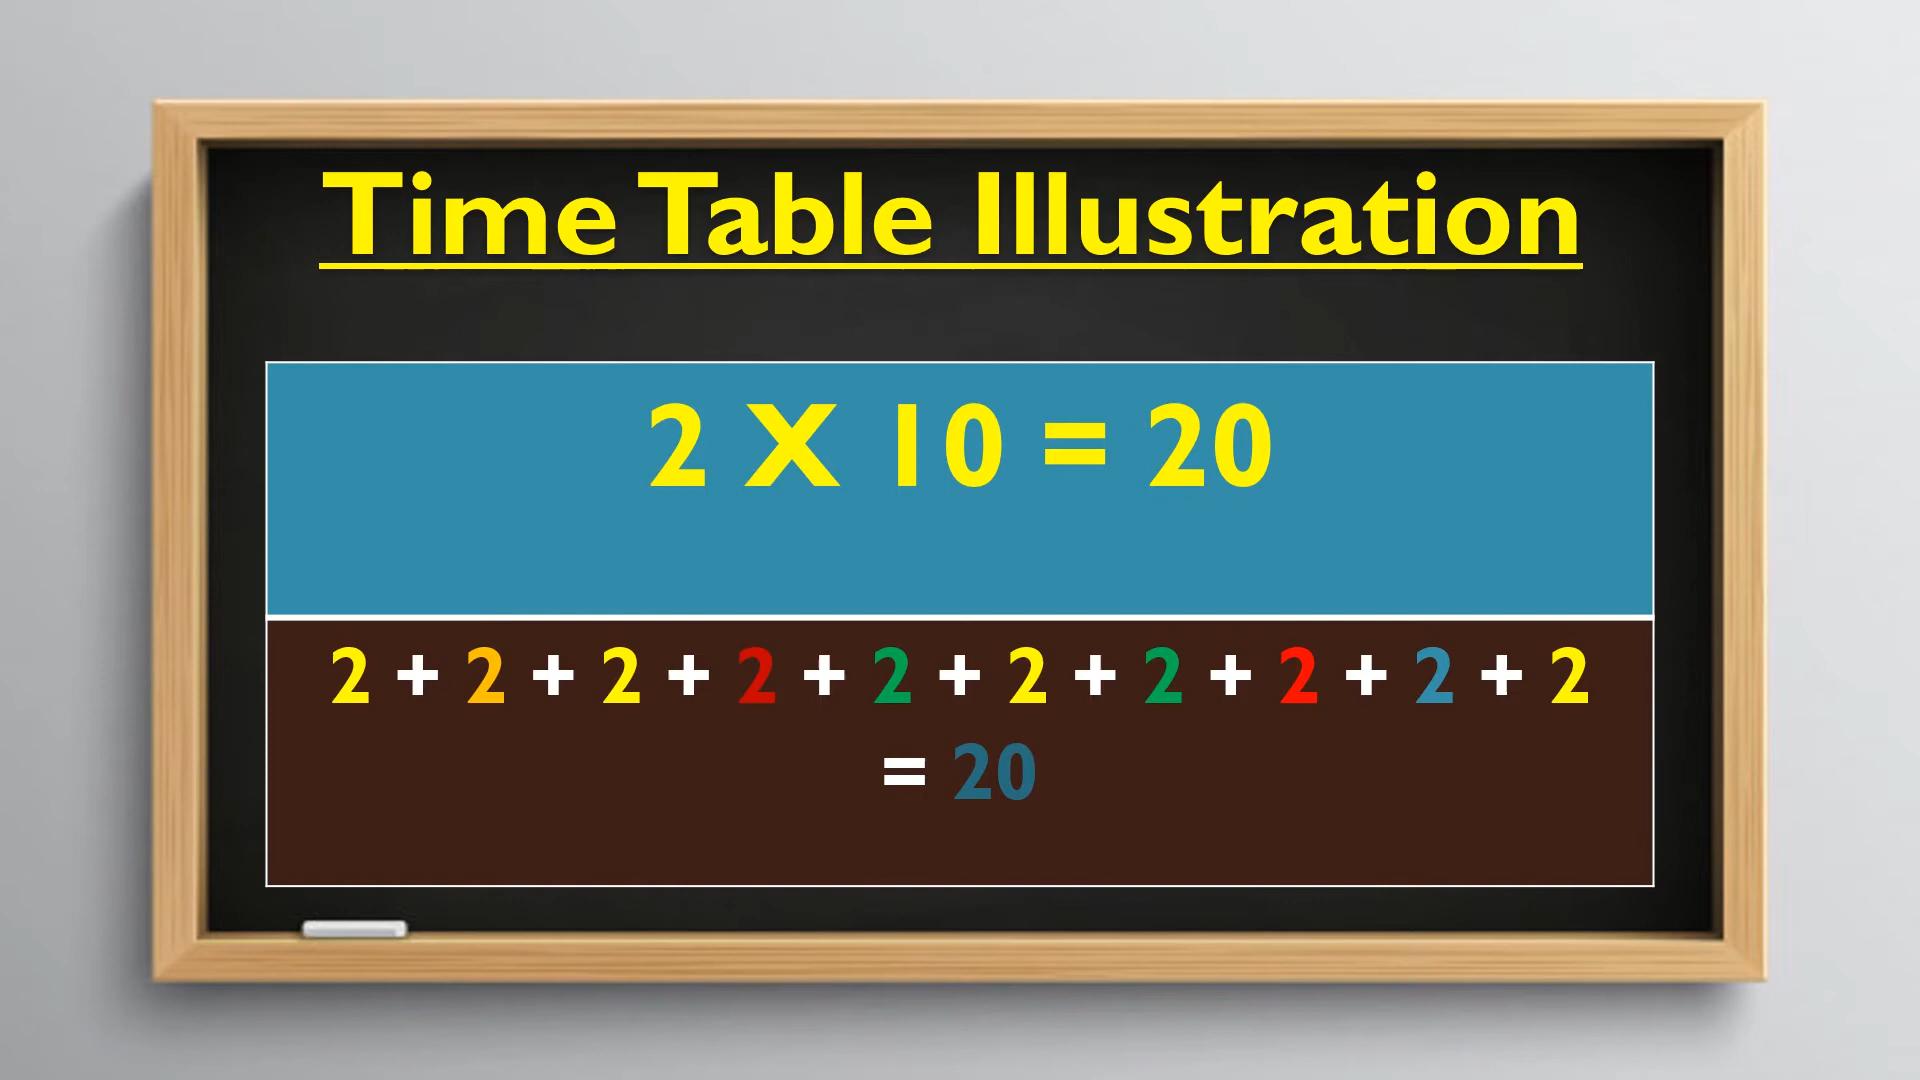 Time Table Illustration
2 X 10 = 20
2 + 2 + 2 + 2 + 2 + 2 + 2 + 2 + 2 + 2
= 20